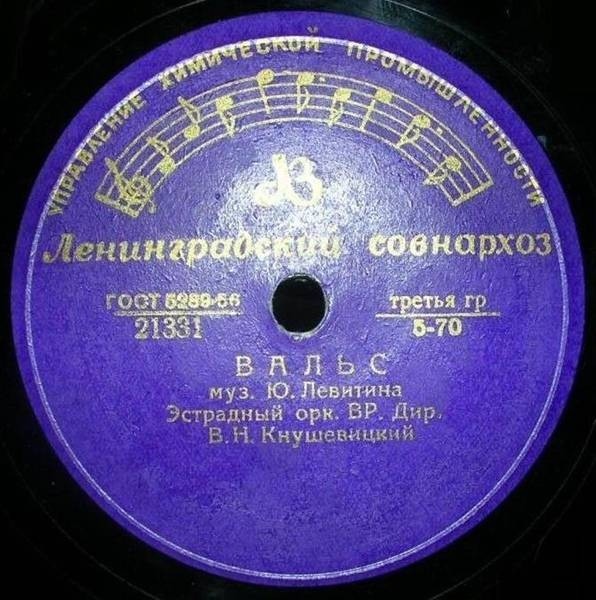 УПРАВЛЕНИЕ ХИМИЧЕСКОЙ ПРОМЫШЛЕННОСТИ
ЛЗ
Ленинградский совнархоз
ГОСТ 5289-56
21331
третья гр
5-70
ВАЛЬС
муз. Ю. Левитина
Эстрадный орк. ВР. Дир.
В. Н. Кнушевицкий